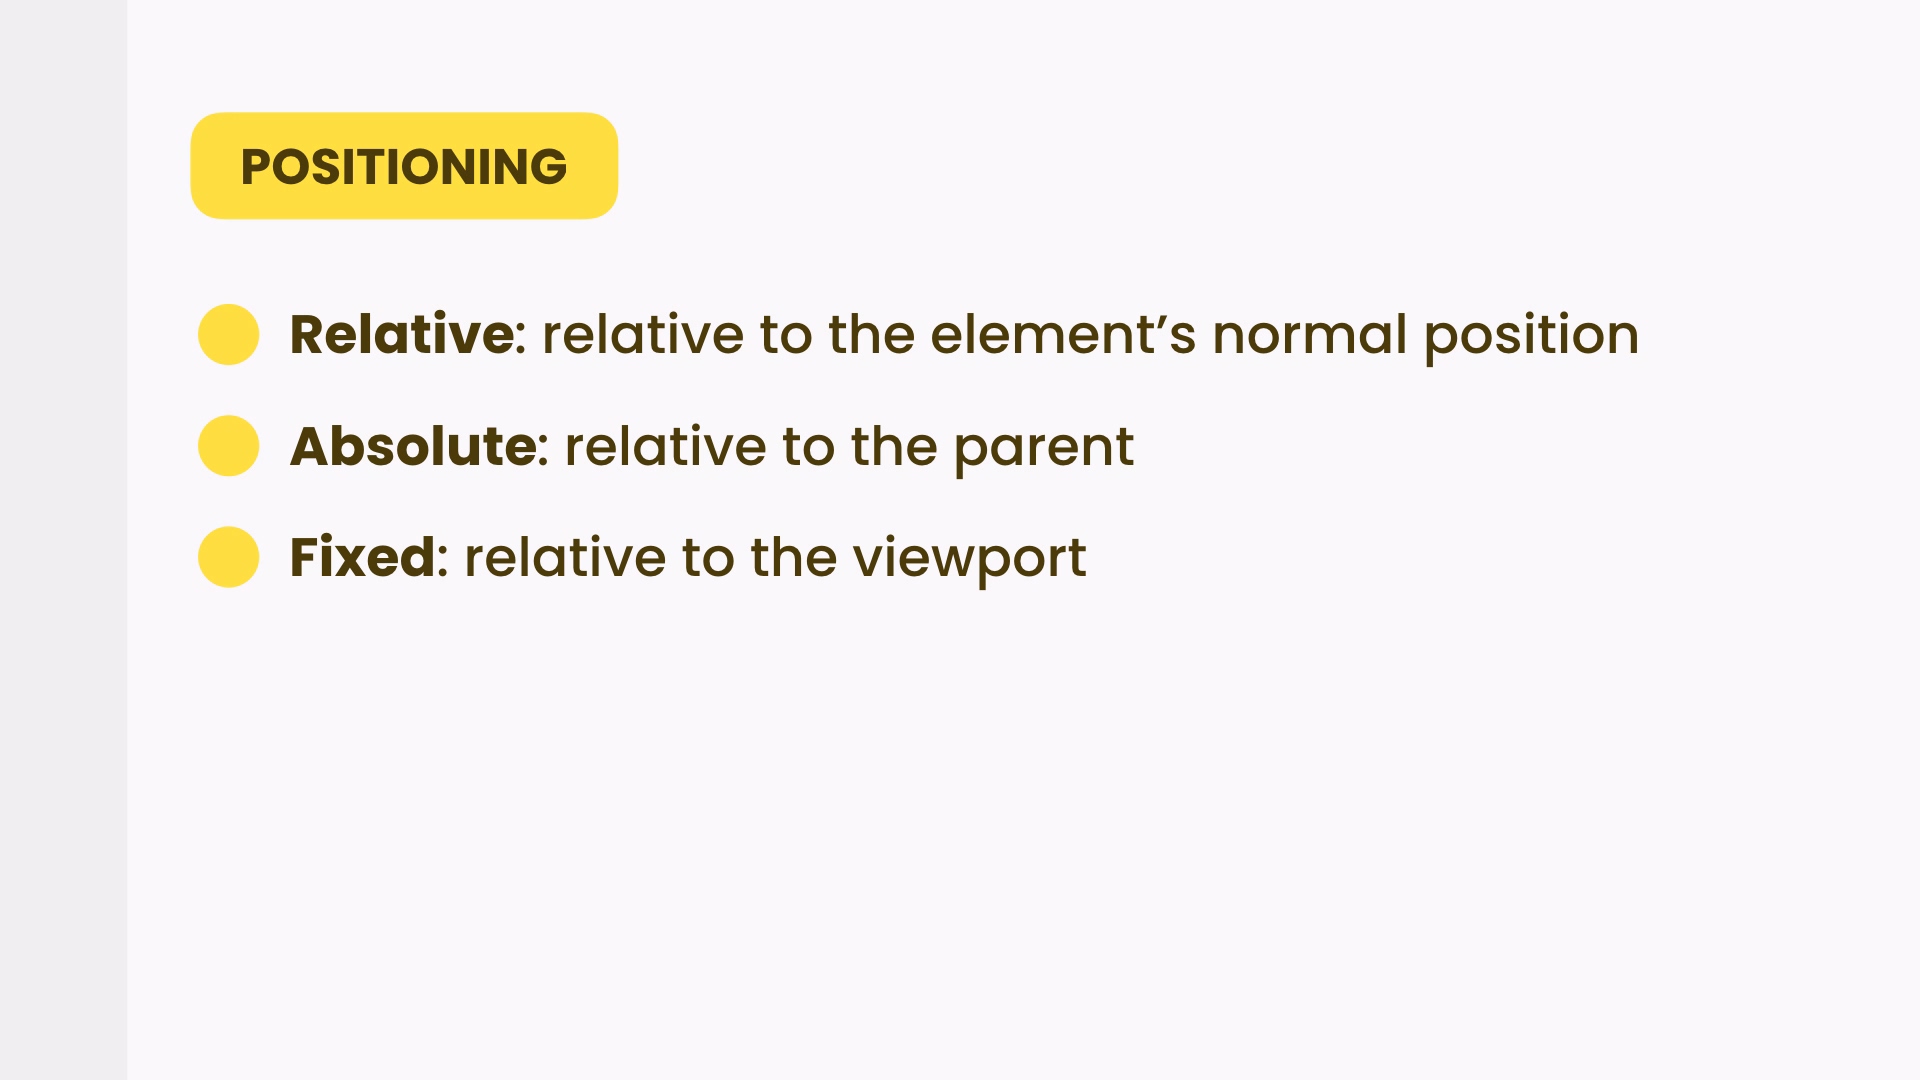 POSITIONING
Relative: relative to the element’s normal position
Absolute: relative to the parent
Fixed: relative to the viewport